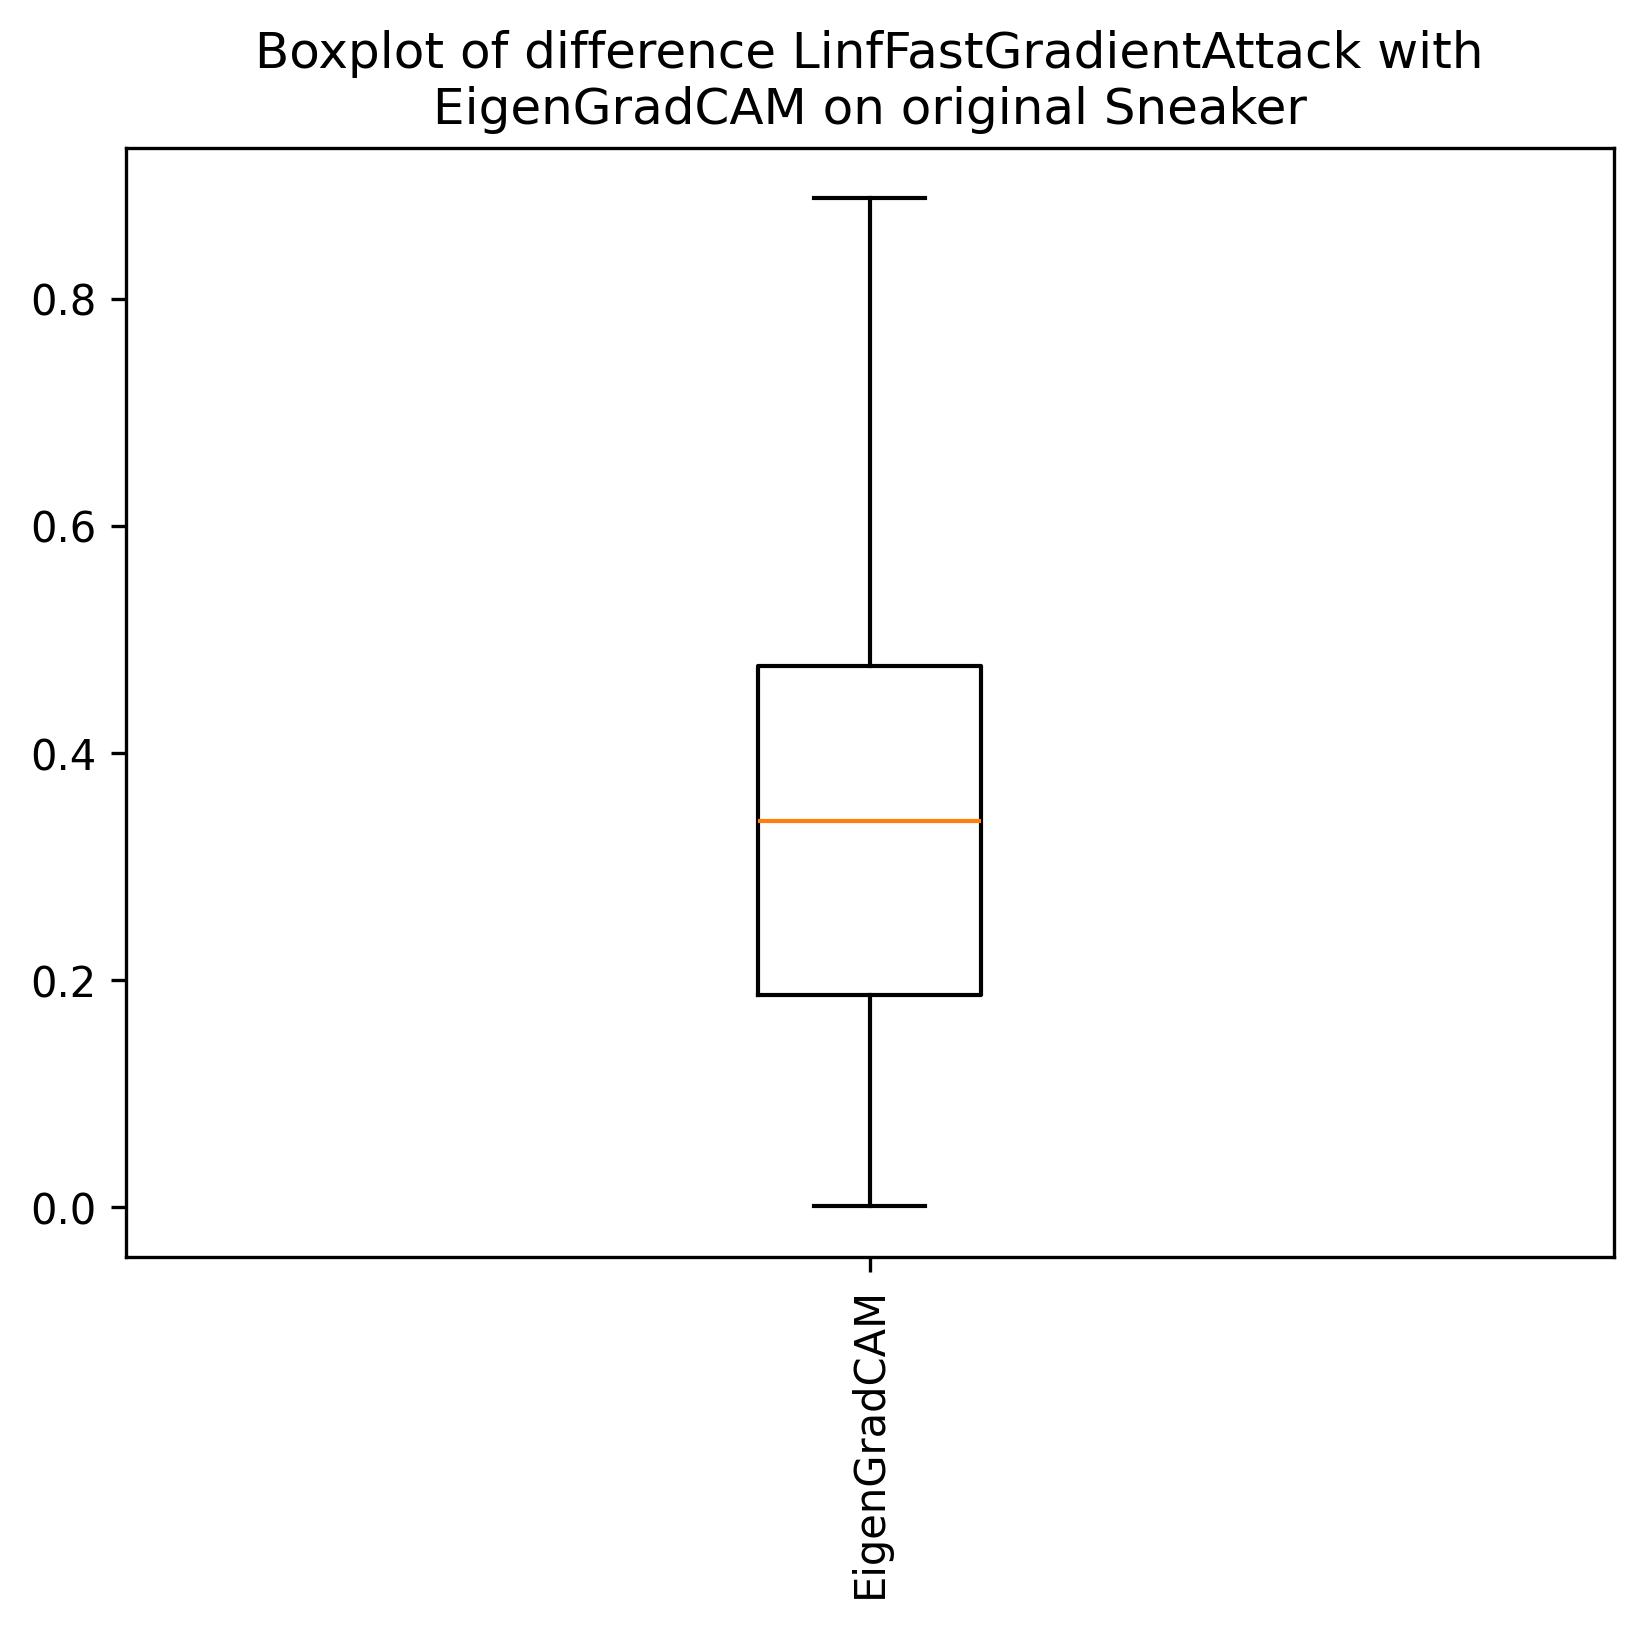 Boxplot of difference LinfFastGradientAttack with
EigenGradCAM on original Sneaker
0.8
0.6
0.4
0.2
0.0
EigenGradCAM